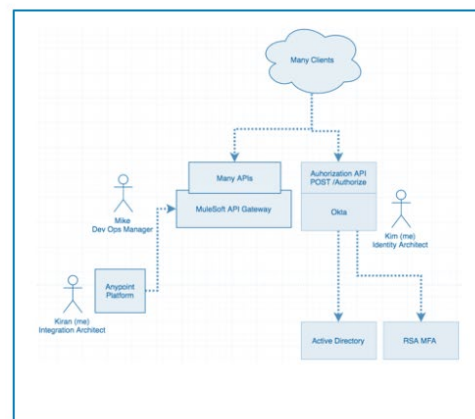 Many Clients
Many APIs
MuleSoft API Gateway
Auhorization API
POST /Authorize
Okta
Mike
Dev Ops Manager
Kim (me)
Identity Architect
Anypoint
Platform
Kiran (me)
Integration Architect
Active Directory
RSA MFA